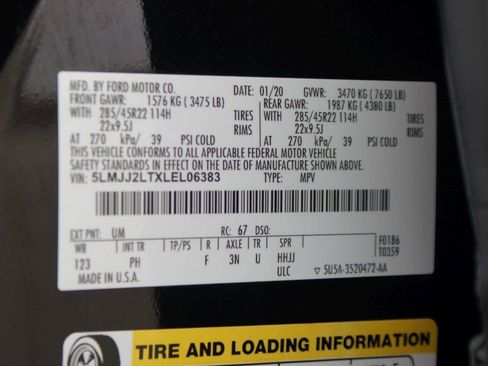 MFD. BY FORD MOTOR CO.
DATE: 01/20 GVWR: 3470 KG ( 7650 LB)
FRONT GAWR: 1576 KG ( 3475 LB) REAR GAWR: 1987 KG ( 4380 LB)
WITH 285/45R22 114H TIRES WITH 285/45R22 114H TIRES
22x9.5J RIMS 22x9.5J RIMS
AT 270 kPa/ 39 PSI COLD AT 270 kPa/ 39 PSI COLD
THIS VEHICLE CONFORMS TO ALL APPLICABLE FEDERAL MOTOR VEHICLE
SAFETY STANDARDS IN EFFECT ON THE DATE OF MANUFACTURE SHOWN ABOVE.
VIN: 5LMJJ2LTXLEL06383 TYPE: MPV
EXT PNT: UM RC: 67 DSO:
WB INT TR TP/PS R AXLE TR SPR F01B6
123 PH F 3N U HHJJ T0359
MADE IN U.S.A. ULC ▽ 5U5A-3520472-AA
TIRE AND LOADING INFORMATION